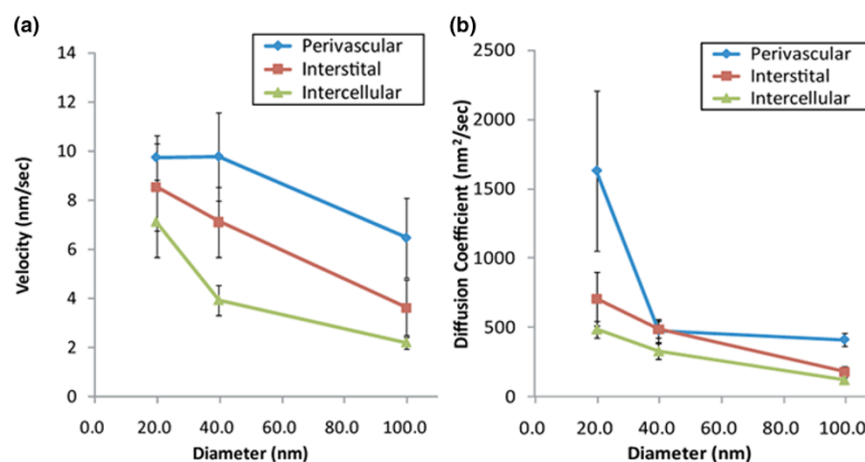 (a)
14
12
10
8
6
4
2
0
Velocity (nm/sec)
Perivascular
Interstital
Intercellular
0.0 20.0 40.0 60.0 80.0 100.0
Diameter (nm)
(b)
2500
2000
1500
1000
500
0
Diffusion Coefficient (nm²/sec)
Perivascular
Interstital
Intercellular
0.0 20.0 40.0 60.0 80.0 100.0
Diameter (nm)